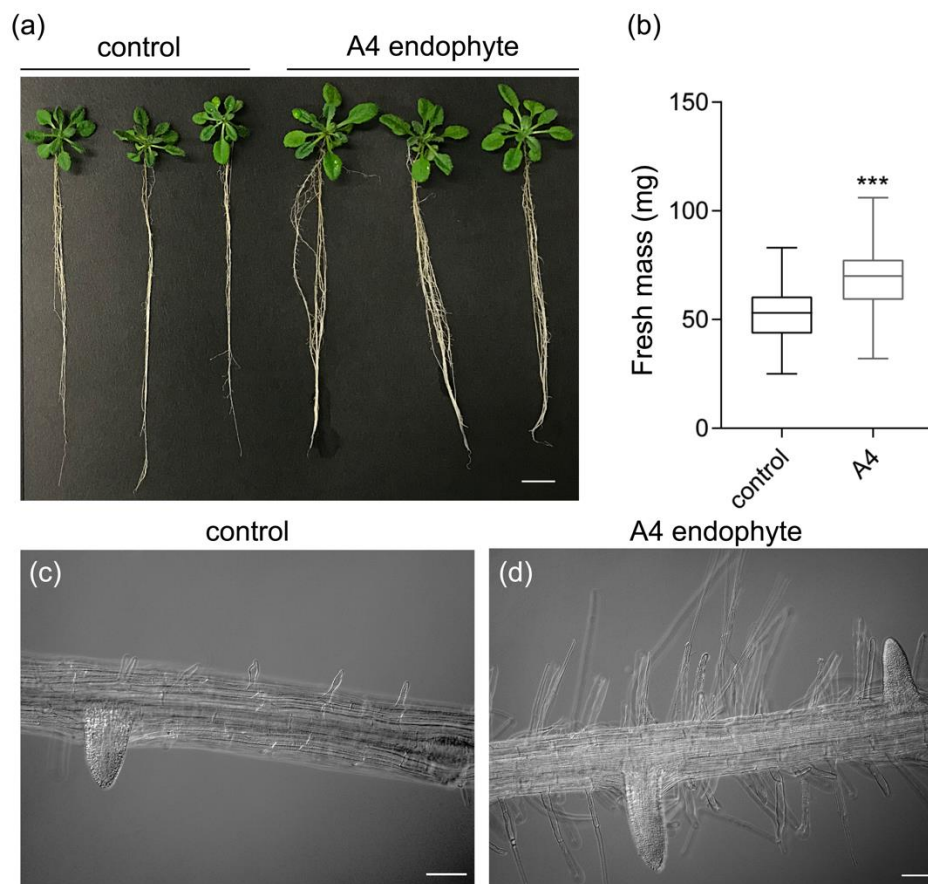 (a)
control
A4 endophyte
(b)
150
100
50
0
Fresh mass (mg)
***
control
A4
control
A4 endophyte
(c)
(d)